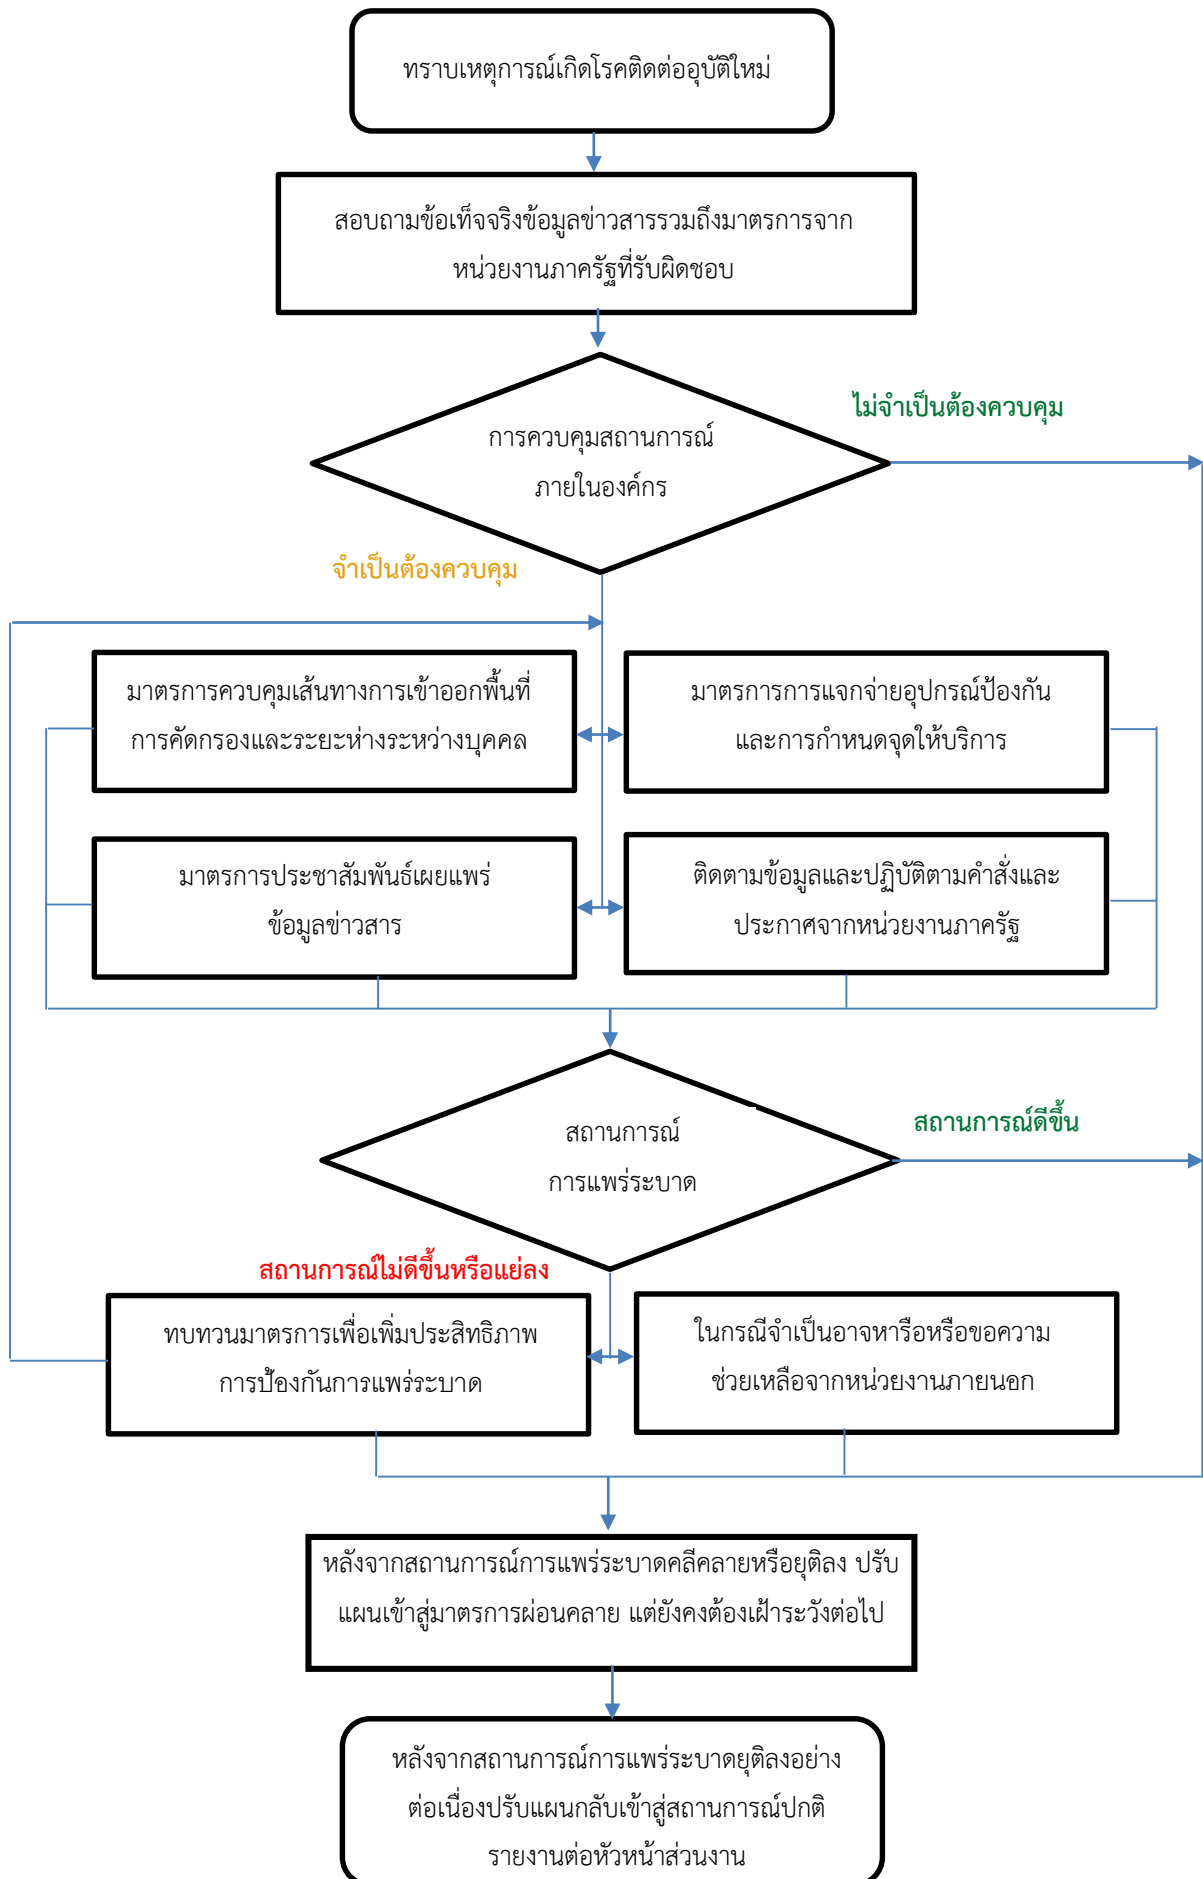 ทราบเหตุการณ์เกิดโรคติดต่ออุบัติใหม่
สอบถามข้อเท็จจริงข้อมูลข่าวสารรวมถึงมาตรการจาก
หน่วยงานภาครัฐที่รับผิดชอบ
ไม่จำเป็นต้องควบคุม
การควบคุมสถานการณ์
ภายในองค์กร
จำเป็นต้องควบคุม
มาตรการควบคุมเส้นทางการเข้าออกพื้นที่
การคัดกรองและระยะห่างระหว่างบุคคล
มาตรการการแจกจ่ายอุปกรณ์ป้องกัน
และการกำหนดจุดให้บริการ
มาตรการประชาสัมพันธ์เผยแพร่
ข้อมูลข่าวสาร
ติดตามข้อมูลและปฏิบัติตามคำสั่งและ
ประกาศจากหน่วยงานภาครัฐ
สถานการณ์ดีขึ้น
สถานการณ์
การแพร่ระบาด
สถานการณ์ไม่ดีขึ้นหรือแย่ลง
ทบทวนมาตรการเพื่อเพิ่มประสิทธิภาพ
การป้องกันการแพร่ระบาด
ในกรณีจำเป็นอาจหารือหรือขอความ
ช่วยเหลือจากหน่วยงานภายนอก
หลังจากสถานการณ์การแพร่ระบาดคลีคลายหรือยุติลง ปรับ
แผนเข้าสู่มาตรการผ่อนคลาย แต่ยังคงต้องเฝ้าระวังต่อไป
หลังจากสถานการณ์การแพร่ระบาดยุติลงอย่าง
ต่อเนื่องปรับแผนกลับเข้าสู่สถานการณ์ปกติ
รายงานต่อหัวหน้าส่วนงาน